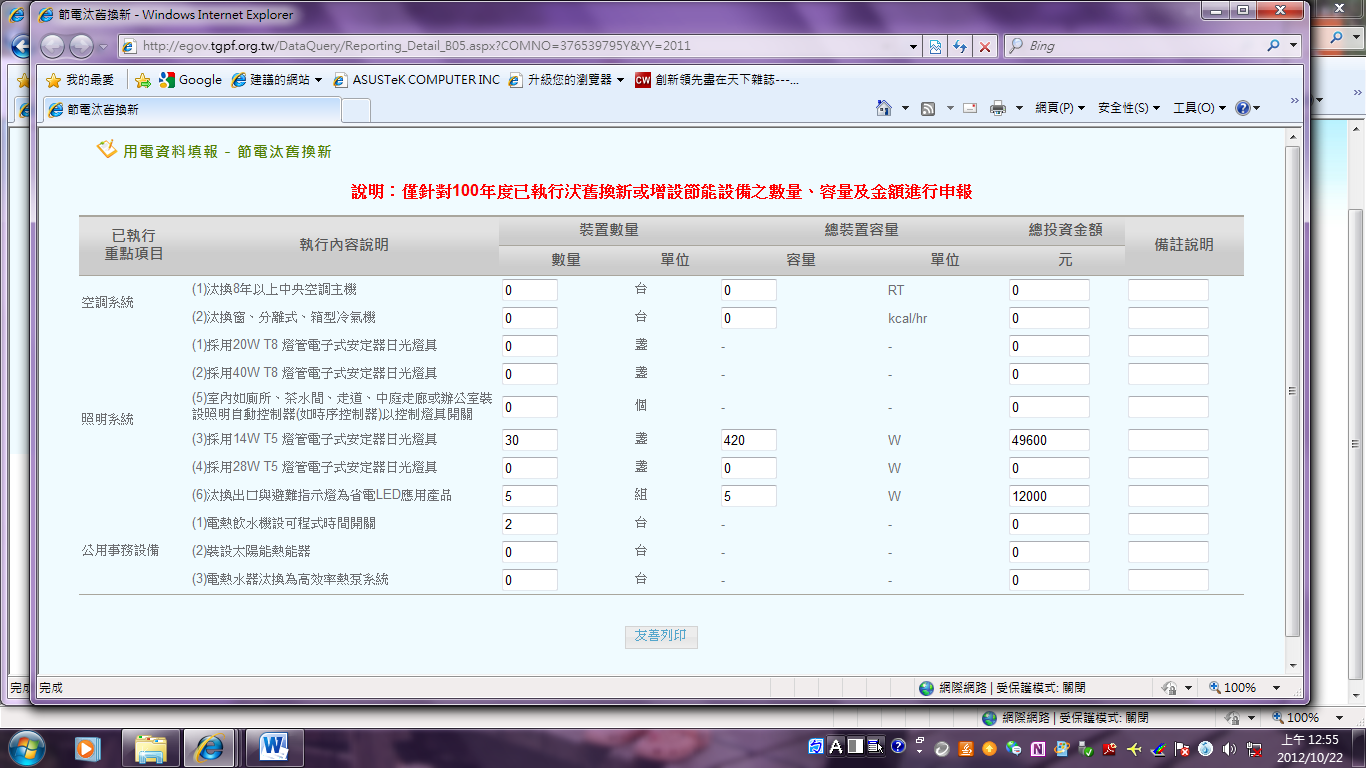 節電汰舊換新 - Windows Internet Explorer
http://egov.tgpf.org.tw/DataQuery/Reporting_Detail_B05.aspx?COMNO=376539795Y&YY=2011
Bing
我的最愛 Google 建議的網站 ASUSTeK COMPUTER INC 升級您的瀏覽器 CW 創新領先盡在天下雜誌---...
節電汰舊換新 網頁(P) 安全性(S) 工具(O)
用電資料填報 - 節電汰舊換新
說明：僅針對100年度已執行汰舊換新或增設節能設備之數量、容量及金額進行申報
已執行重點項目 執行內容說明 裝置數量 總裝置容量 總投資金額 備註說明
數量 單位 容量 單位 元
空調系統
(1)汰換8年以上中央空調主機 0 台 0 RT 0
(2)汰換窗、分離式、箱型冷氣機 0 台 0 kcal/hr 0
照明系統
(1)採用20W T8 燈管電子式安定器日光燈具 0 盞 - - 0
(2)採用40W T8 燈管電子式安定器日光燈具 0 盞 - - 0
(5)室內如廁所、茶水間、走道、中庭走廊或辦公室裝
設照明自動控制器(如時序控制器)以控制燈具開關 0 個 - - 0
(3)採用14W T5 燈管電子式安定器日光燈具 30 盞 420 W 49600
(4)採用28W T5 燈管電子式安定器日光燈具 0 盞 0 W 0
(6)汰換出口與避難指示燈為省電LED應用產品 5 組 5 W 12000
公用事務設備
(1)電熱飲水機設可程式時間開關 2 台 - - 0
(2)裝設太陽能熱能器 0 台 - - 0
(3)電熱水器汰換為高效率熱泵系統 0 台 - - 0
友善列印
完成 網際網路 | 受保護模式: 關閉 100%
完成
網際網路 | 受保護模式: 關閉 100%
上午 12:55
2012/10/22